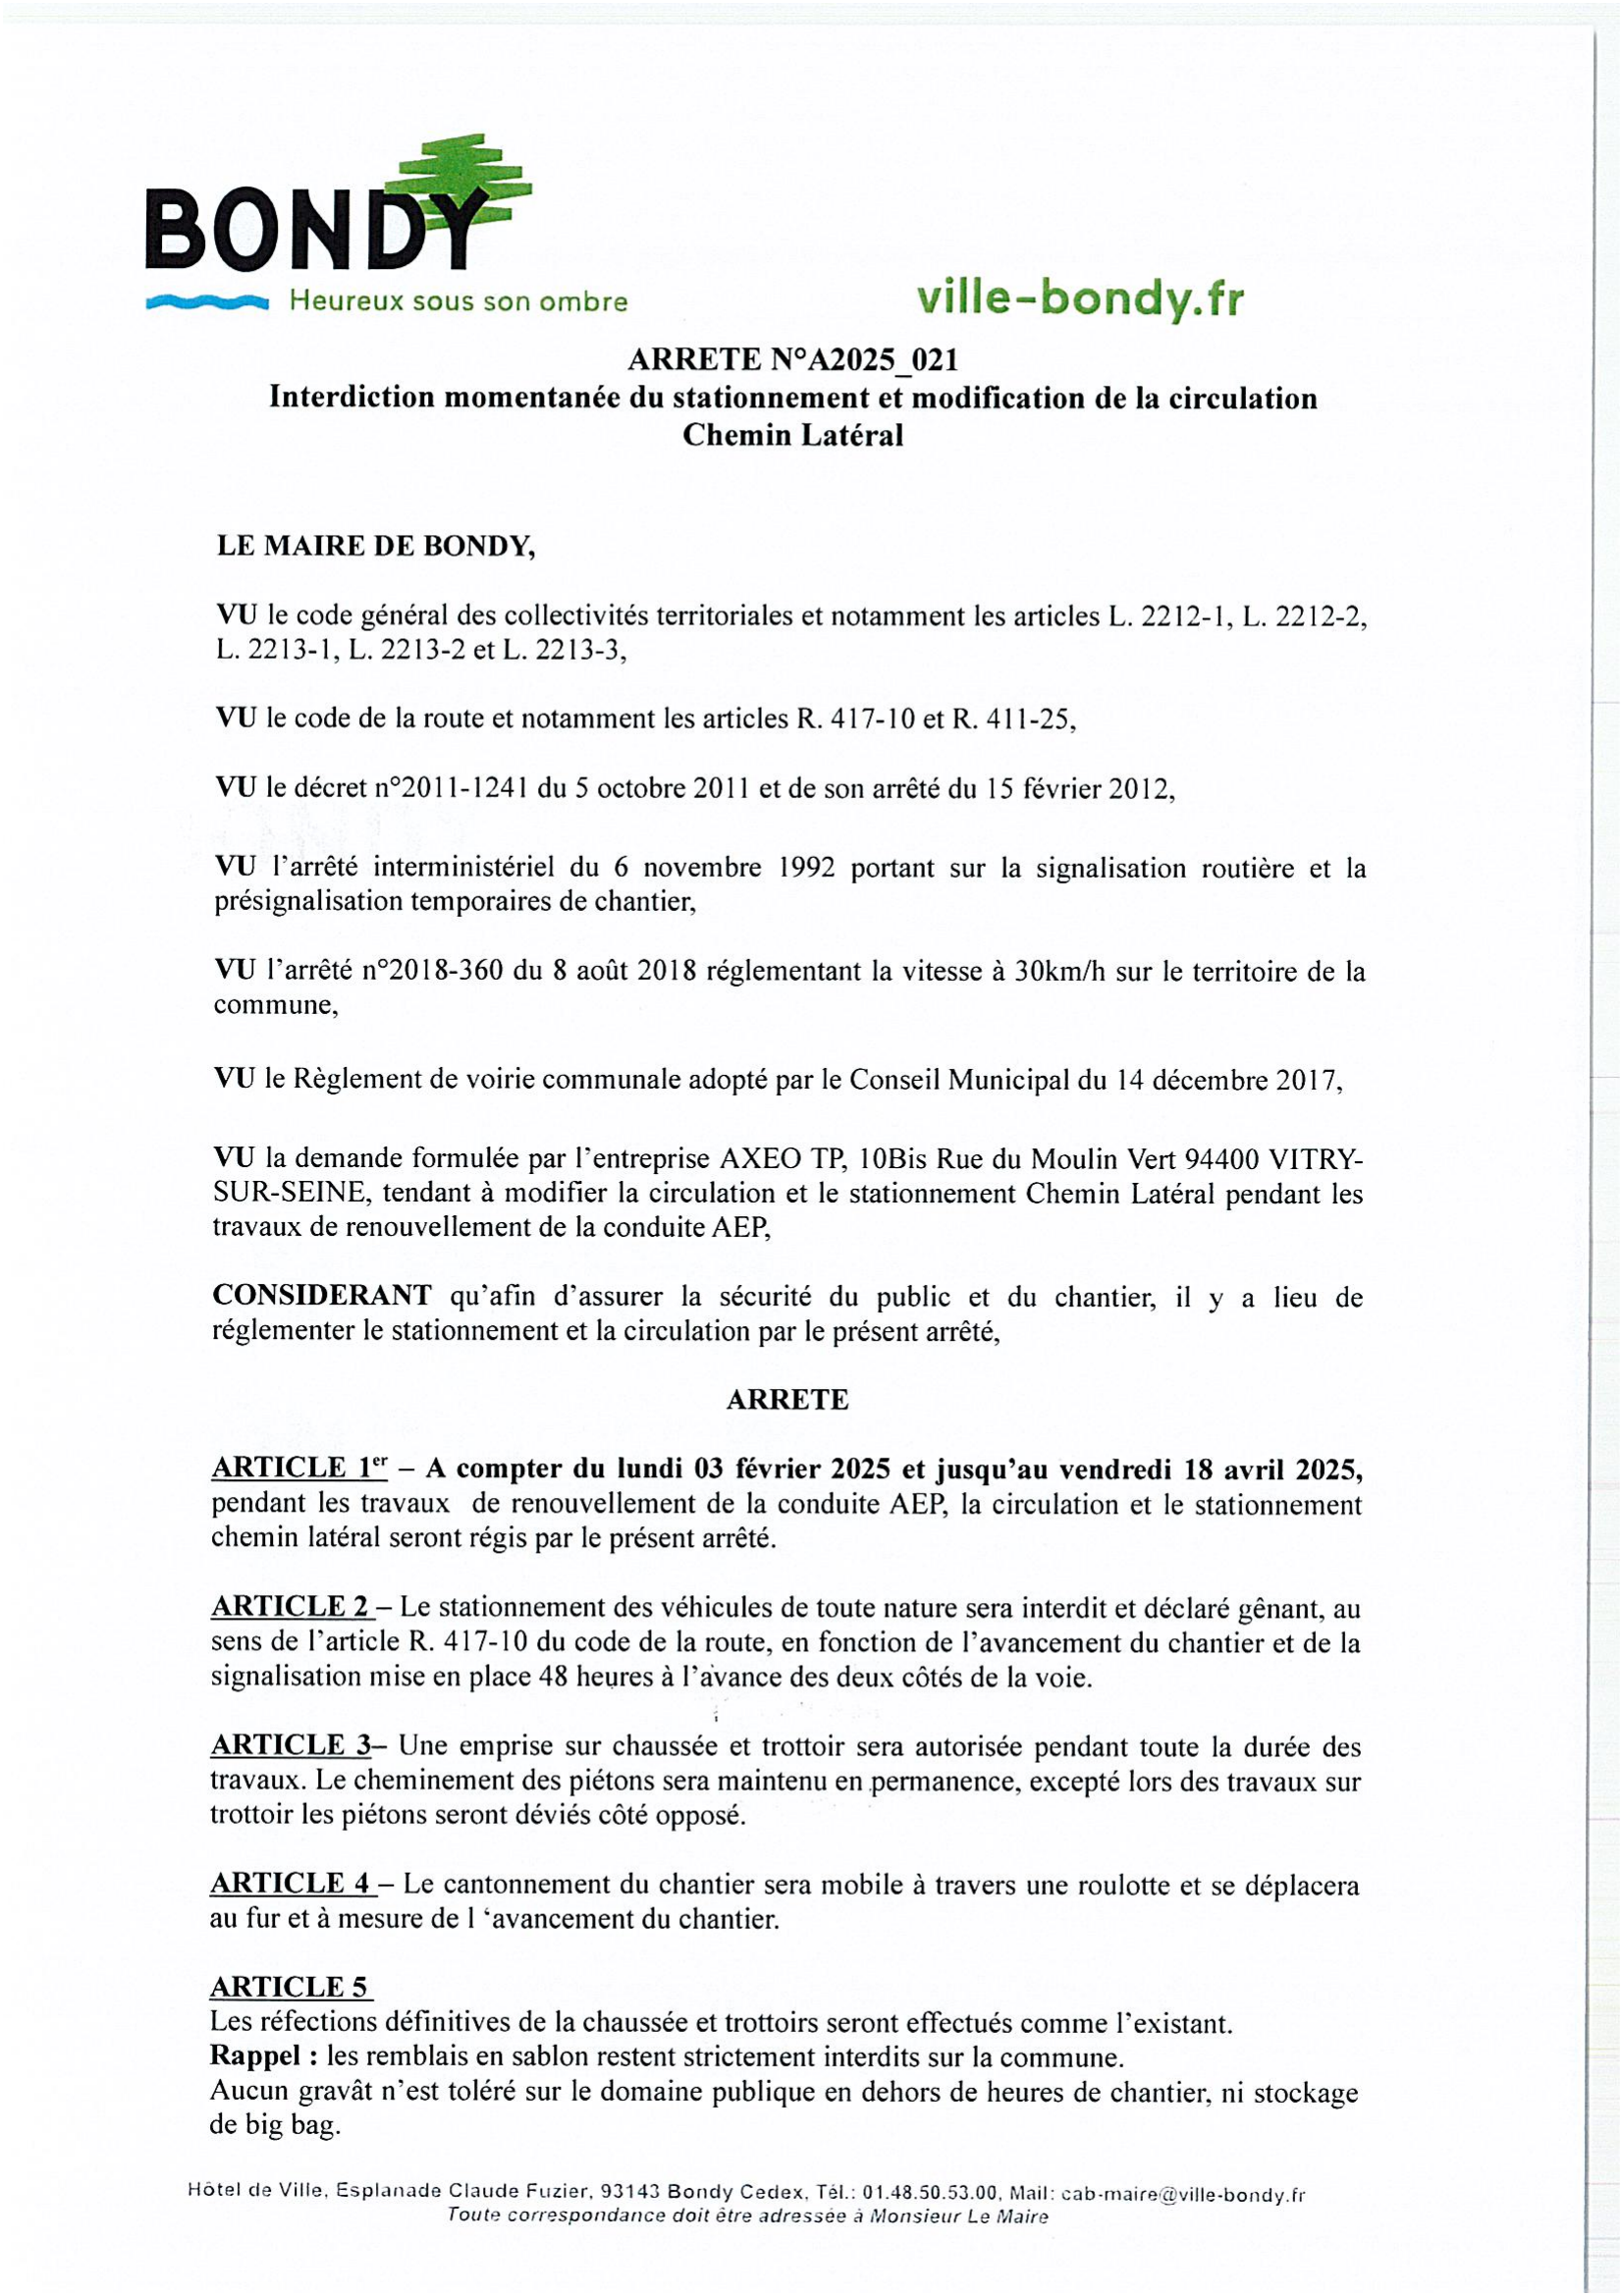 BONDY
Heureux sous son ombre
ville-bondy.fr
ARRETE N°A2025_021
Interdiction momentanée du stationnement et modification de la circulation
Chemin Latéral
LE MAIRE DE BONDY,
VU le code général des collectivités territoriales et notamment les articles L. 2212-1, L. 2212-2,
L. 2213-1, L. 2213-2 et L. 2213-3,
VU le code de la route et notamment les articles R. 417-10 et R. 411-25,
VU le décret n°2011-1241 du 5 octobre 2011 et de son arrêté du 15 février 2012,
VU l'arrêté interministériel du 6 novembre 1992 portant sur la signalisation routière et la
présignalisation temporaires de chantier,
VU l'arrêté n°2018-360 du 8 août 2018 réglementant la vitesse à 30km/h sur le territoire de la
commune,
VU le Règlement de voirie communale adopté par le Conseil Municipal du 14 décembre 2017,
VU la demande formulée par l'entreprise AXEO TP, 10Bis Rue du Moulin Vert 94400 VITRY-
SUR-SEINE, tendant à modifier la circulation et le stationnement Chemin Latéral pendant les
travaux de renouvellement de la conduite AEP,
CONSIDERANT qu'afin d'assurer la sécurité du public et du chantier, il y a lieu de
réglementer le stationnement et la circulation par le présent arrêté,
ARRETE
ARTICLE 1er – A compter du lundi 03 février 2025 et jusqu'au vendredi 18 avril 2025,
pendant les travaux de renouvellement de la conduite AEP, la circulation et le stationnement
chemin latéral seront régis par le présent arrêté.
ARTICLE 2 – Le stationnement des véhicules de toute nature sera interdit et déclaré gênant, au
sens de l'article R. 417-10 du code de la route, en fonction de l'avancement du chantier et de la
signalisation mise en place 48 heures à l'avance des deux côtés de la voie.
ARTICLE 3– Une emprise sur chaussée et trottoir sera autorisée pendant toute la durée des
travaux. Le cheminement des piétons sera maintenu en permanence, excepté lors des travaux sur
trottoir les piétons seront déviés côté opposé.
ARTICLE 4 – Le cantonnement du chantier sera mobile à travers une roulotte et se déplacera
au fur et à mesure de l ‘avancement du chantier.
ARTICLE 5
Les réfections définitives de la chaussée et trottoirs seront effectués comme l'existant.
Rappel : les remblais en sablon restent strictement interdits sur la commune.
Aucun gravât n'est toléré sur le domaine publique en dehors de heures de chantier, ni stockage
de big bag.
Hôtel de Ville, Esplanade Claude Fuzier, 93143 Bondy Cedex, Tél.: 01.48.50.53.00, Mail: cab-maire@ville-bondy.fr
Toute correspondance doit être adressée à Monsieur Le Maire